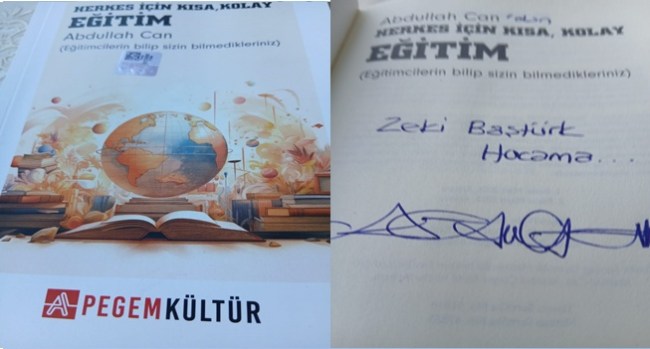 HERKES İÇİN KISA, KOLAY
EĞİTİM
Abdullah Can
(Eğitimcilerin bilip sizin bilmedikleriniz)
PEGEMKÜLTÜR
Abdullah Can
HERKES İÇİN KISA, KOLAY
EĞİTİM
(Eğitimcilerin bilip sizin bilmedikleriniz)
Zeki Baştürk
Hocama...